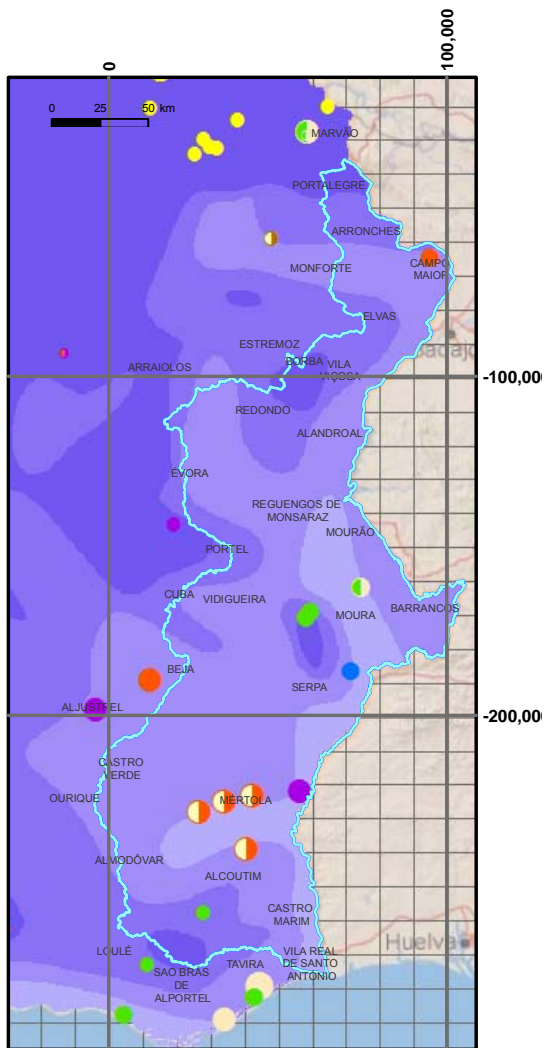 0
100,000
0 25 50 km
MARVÃO
PORTALEGRE
ARRONCHES
CAMPO
MAIOR
MONFORTE
ELVAS
ESTREMOZ
BORBA
VILA
VIÇOSA
ARRAIOLOS
-100,000
REDONDO
ALANDROAL
ÉVORA
REGUENGOS DE
MONSARAZ
MOURÃO
PORTEL
CUBA
VIDIGUEIRA
MOURA
BARRANCOS
BEJA
SERPA
ALJUSTREL
-200,000
CASTRO
VERDE
OURIQUE
MÉRTOLA
ALMODÔVAR
ALCOUTIM
CASTRO
MARIM
Huelva
LOULÉ
TAVIRA
VILA REAL
DE SANTO
ANTÓNIO
SAO BRAS
DE
ALPORTEL